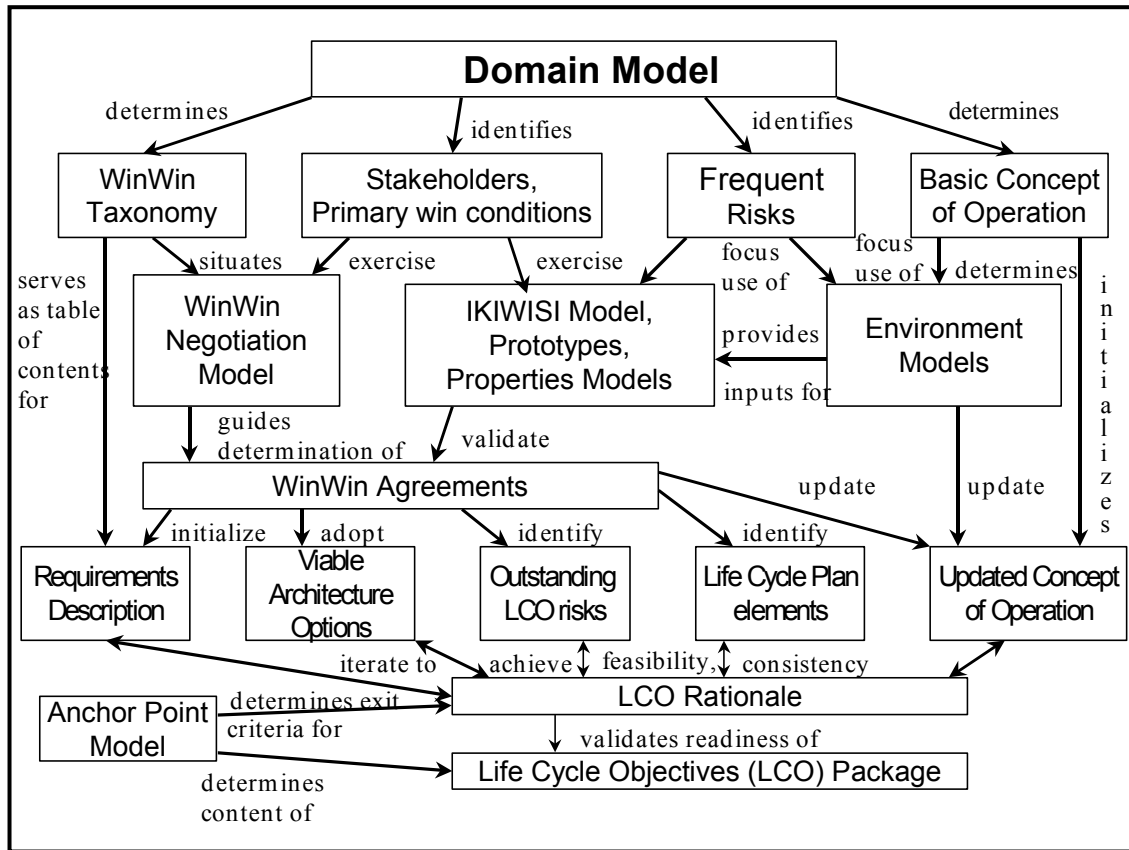 Domain Model
determines
identifies
identifies
determines
WinWin
Taxonomy
Stakeholders,
Primary win conditions
Frequent
Risks
Basic Concept
of Operation
serves
as table
of
contents
for
situates
exercise
exercise
focus
use of
focus
use of
determines
initializes
WinWin
Negotiation
Model
IKIWISI Model,
Prototypes,
Properties Models
provides
inputs for
Environment
Models
guides
determination of
validate
WinWin Agreements
update
update
initialize
adopt
identify
identify
Requirements
Description
Viable
Architecture
Options
Outstanding
LCO risks
Life Cycle Plan
elements
Updated Concept
of Operation
iterate to
achieve
feasibility,
consistency
LCO Rationale
Anchor Point
Model
determines exit
criteria for
validates readiness of
Life Cycle Objectives (LCO) Package
determines
content of